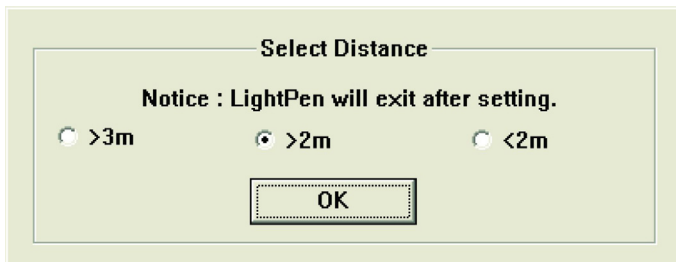 Select Distance
Notice : LightPen will exit after setting.
>3m >2m <2m
OK